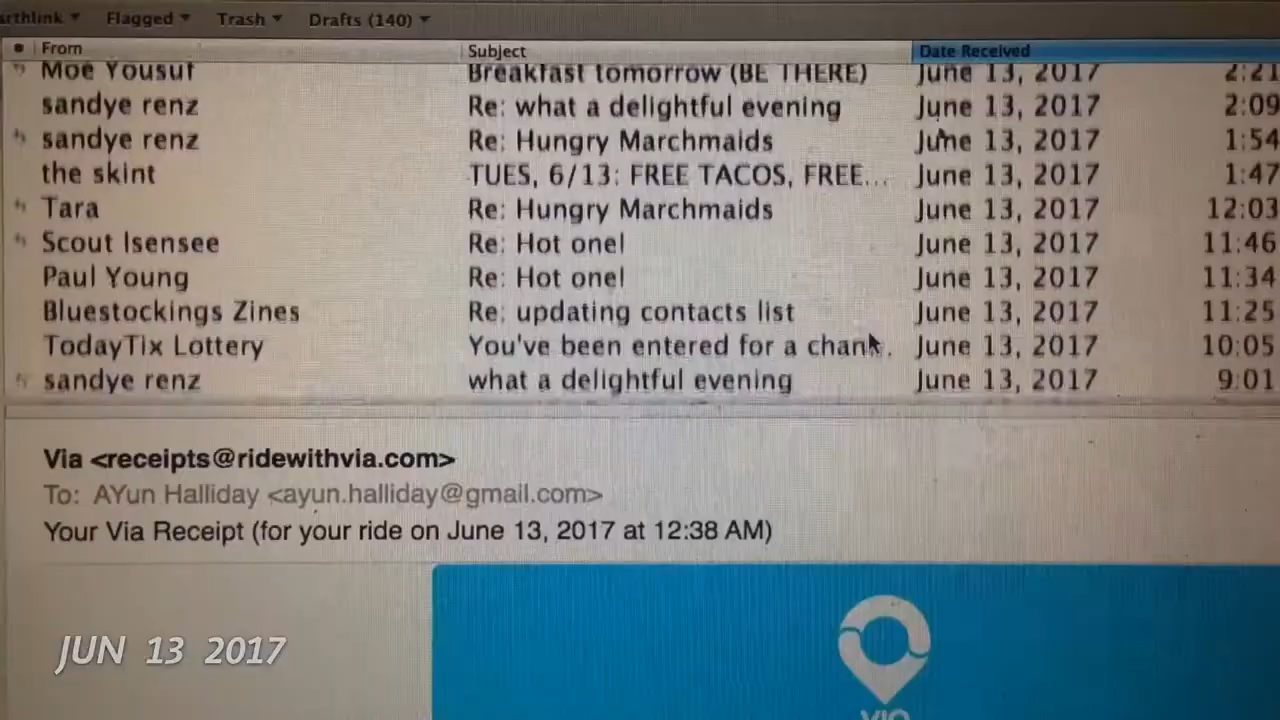 Flagged Trash Drafts (140)
From Subject Date Received
Moe Yousuf Breakfast tomorrow (BE THERE) June 13, 2017 2:21
sandye renz Re: what a delightful evening June 13, 2017 2:09
sandye renz Re: Hungry Marchmaids June 13, 2017 1:54
the skint TUES, 6/13: FREE TACOS, FREE... June 13, 2017 1:47
Tara Re: Hungry Marchmaids June 13, 2017 12:03
Scout Isensee Re: Hot one! June 13, 2017 11:46
Paul Young Re: Hot one! June 13, 2017 11:34
Bluestockings Zines Re: updating contacts list June 13, 2017 11:25
TodayTix Lottery You've been entered for a chan... June 13, 2017 10:05
sandye renz what a delightful evening June 13, 2017 9:01
Via <receipts@ridewithvia.com>
To: AYun Halliday <ayun.halliday@gmail.com>
Your Via Receipt (for your ride on June 13, 2017 at 12:38 AM)
JUN 13 2017
via